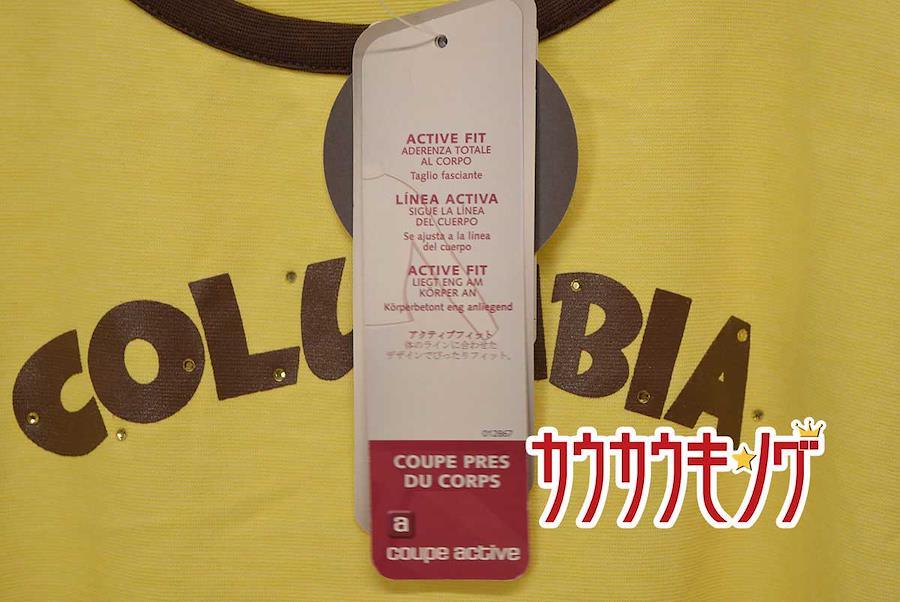 ACTIVE FIT
ADERENZA TOTALE
AL CORPO
Taglio fasciante
LÍNEA ACTIVA
SIGUE LA LÍNEA
DEL CUERPO
Se ajusta a la línea
del cuerpo
ACTIVE FIT
LIEGT ENG AM
KÖRPER AN
Körperbetont eng anliegend
アクティブフィット
体のラインに合わせた
デザインでぴったりフィット。
012867
COUPE PRES
DU CORPS
a
coupe active
COLU BIA
カウカウキング